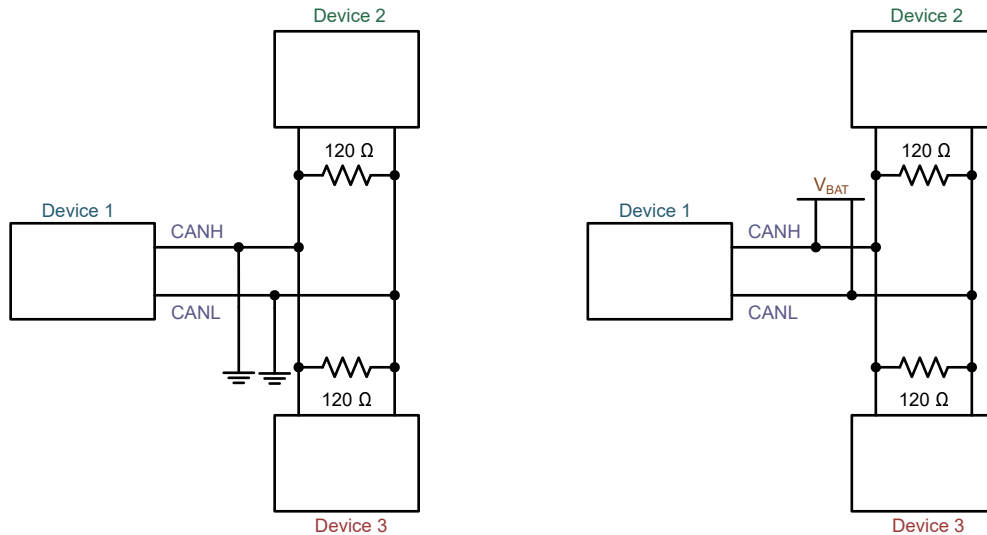 Device 2
120 Ω
Device 1
CANH
CANL
120 Ω
Device 3
Device 2
120 Ω
VBAT
Device 1
CANH
CANL
120 Ω
Device 3